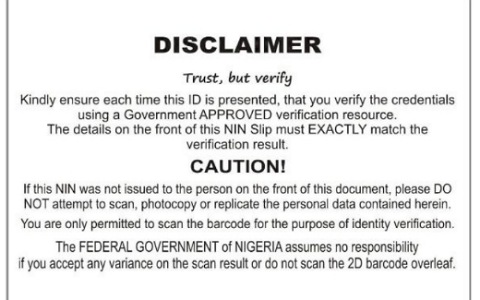 DISCLAIMER
Trust, but verify
Kindly ensure each time this ID is presented, that you verify the credentials
using a Government APPROVED verification resource.
The details on the front of this NIN Slip must EXACTLY match the
verification result.
CAUTION!
If this NIN was not issued to the person on the front of this document, please DO
NOT attempt to scan, photocopy or replicate the personal data contained herein.
You are only permitted to scan the barcode for the purpose of identity verification.
The FEDERAL GOVERNMENT of NIGERIA assumes no responsibility
if you accept any variance on the scan result or do not scan the 2D barcode overleaf.